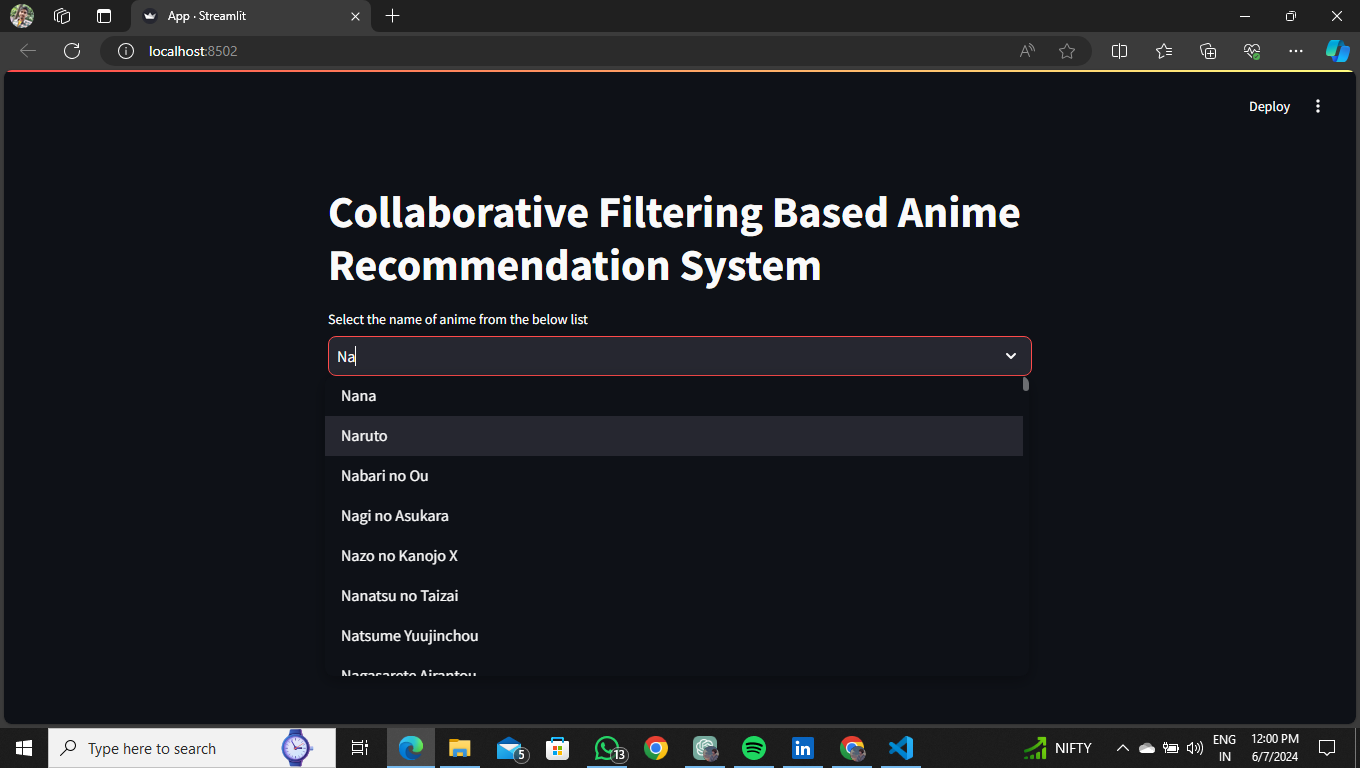 App · Streamlit
localhost:8502
Deploy
Collaborative Filtering Based Anime
Recommendation System
Select the name of anime from the below list
Na
Nana
Naruto
Nabari no Ou
Nagi no Asukara
Nazo no Kanojo X
Nanatsu no Taizai
Natsume Yuujinchou
Nagasarete Airantou
Type here to search
5
13
NIFTY
ENG
IN
12:00 PM
6/7/2024